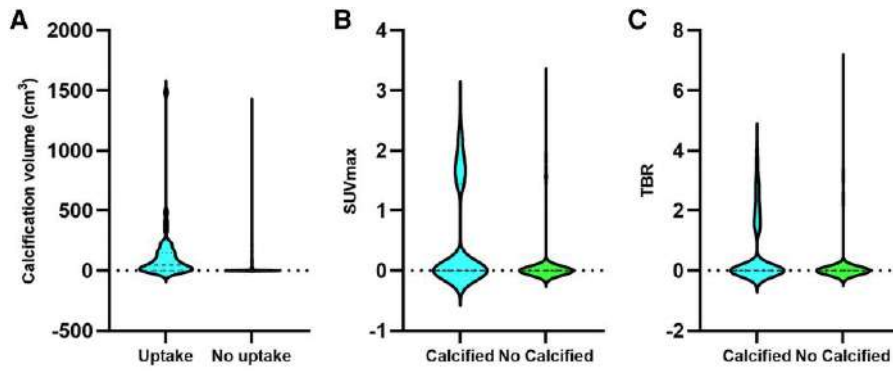 A
Calcification volume (cm³)
2000
1500
1000
500
0
-500
Uptake No uptake
B
SUVmax
4
3
2
1
0
-1
Calcified No Calcified
C
TBR
8
6
4
2
0
-2
Calcified No Calcified